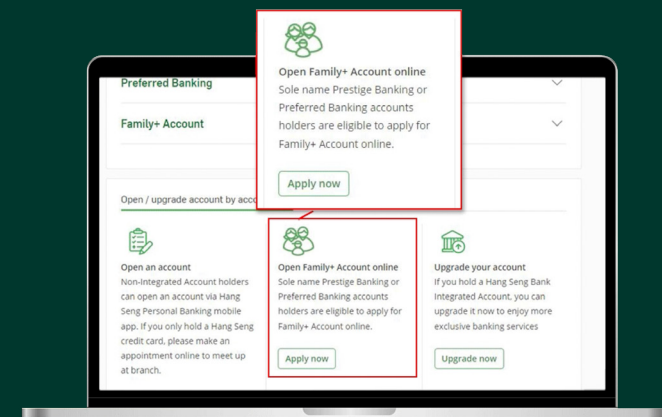 Open Family+ Account online
Sole name Prestige Banking or
Preferred Banking accounts
holders are eligible to apply for
Family+ Account online.
Apply now
Preferred Banking
Family+ Account
Open / upgrade account by acco
Open an account
Non-Integrated Account holders
can open an account via Hang
Seng Personal Banking mobile
app. If you only hold a Hang Seng
credit card, please make an
appointment online to meet up
at branch.
Open Family+ Account online
Sole name Prestige Banking or
Preferred Banking accounts
holders are eligible to apply for
Family+ Account online.
Apply now
Upgrade your account
If you hold a Hang Seng Bank
Integrated Account, you can
upgrade it now to enjoy more
exclusive banking services
Upgrade now